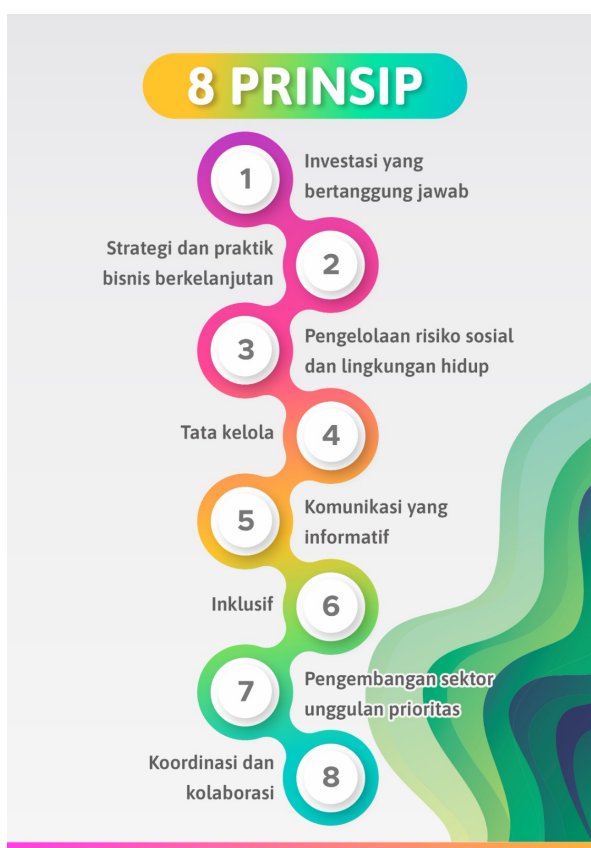 8 PRINSIP
1
Investasi yang
bertanggung jawab
Strategi dan praktik
bisnis berkelanjutan
2
3
Pengelolaan risiko sosial
dan lingkungan hidup
Tata kelola
4
5
Komunikasi yang
informatif
Inklusif
6
7
Pengembangan sektor
unggulan prioritas
Koordinasi dan
kolaborasi
8